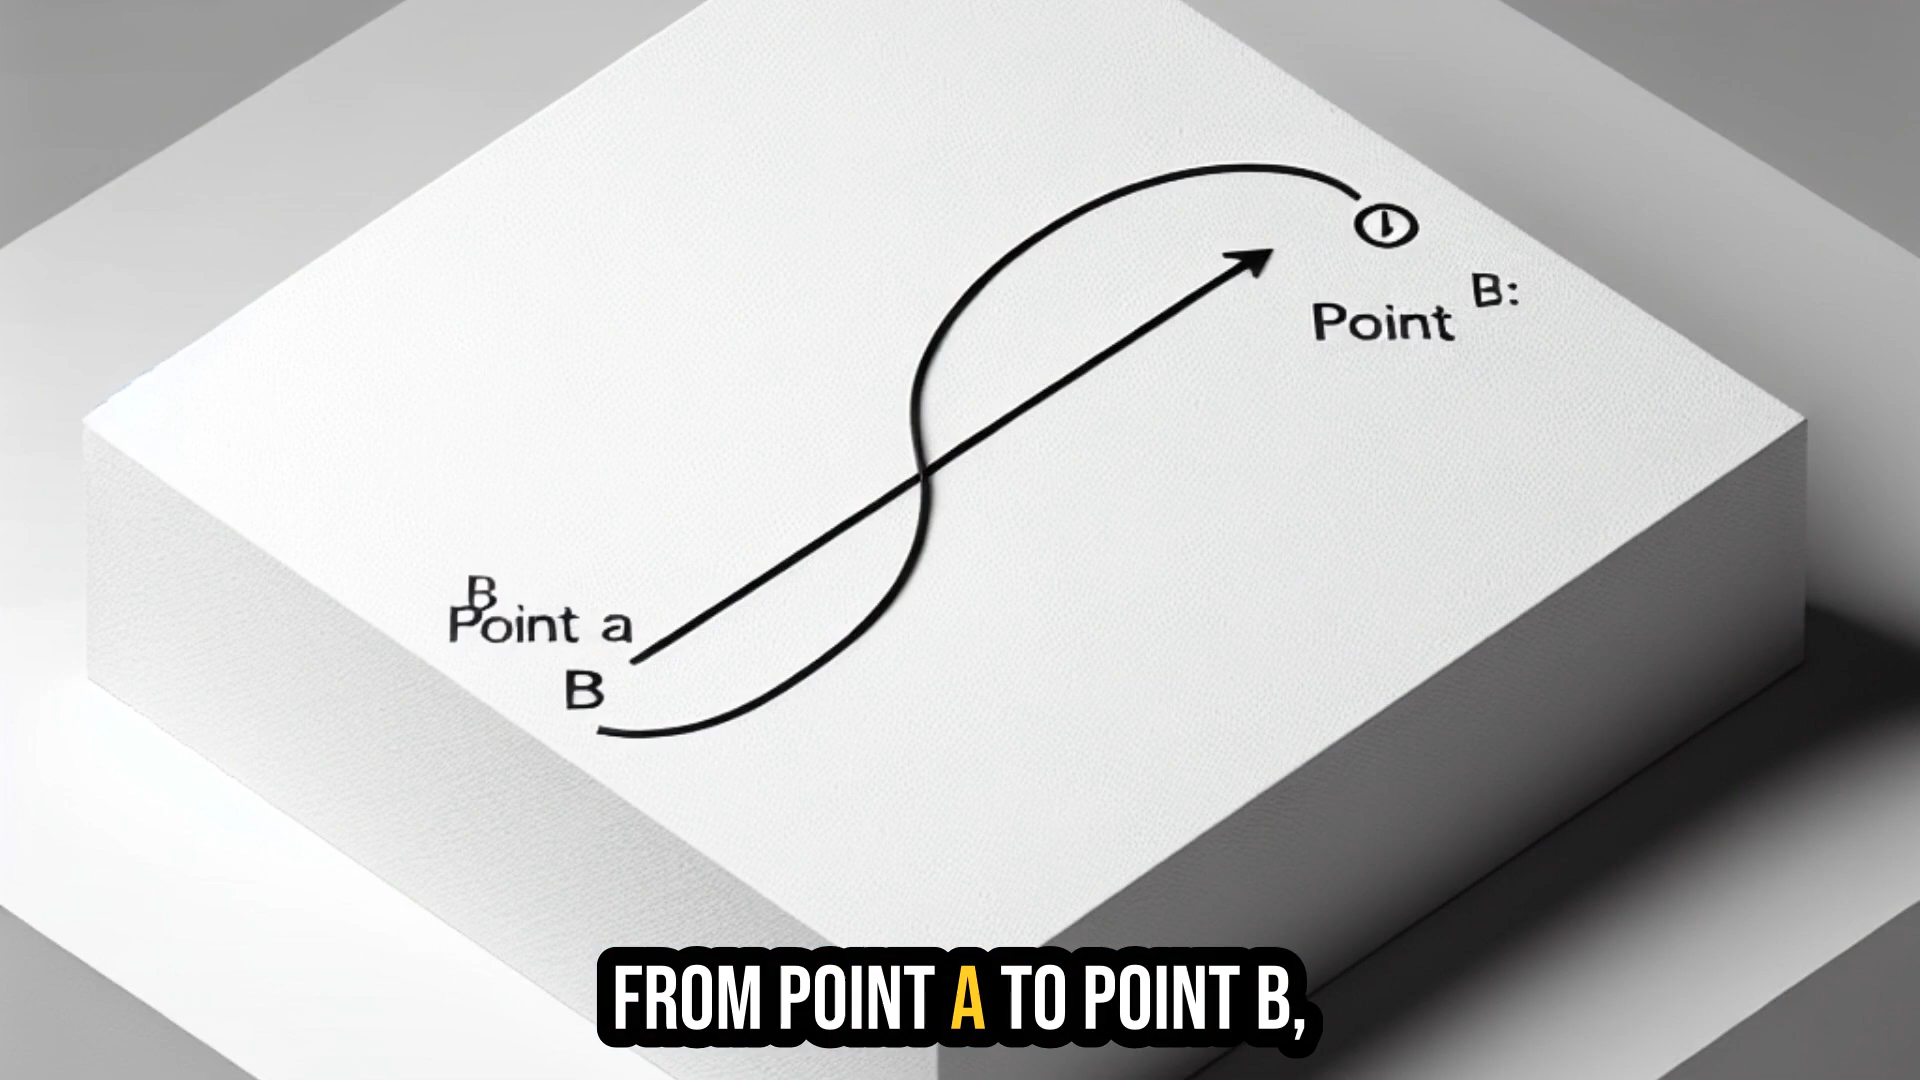 B:
Point
B
Point a
B
FROM POINT A TO POINT B,